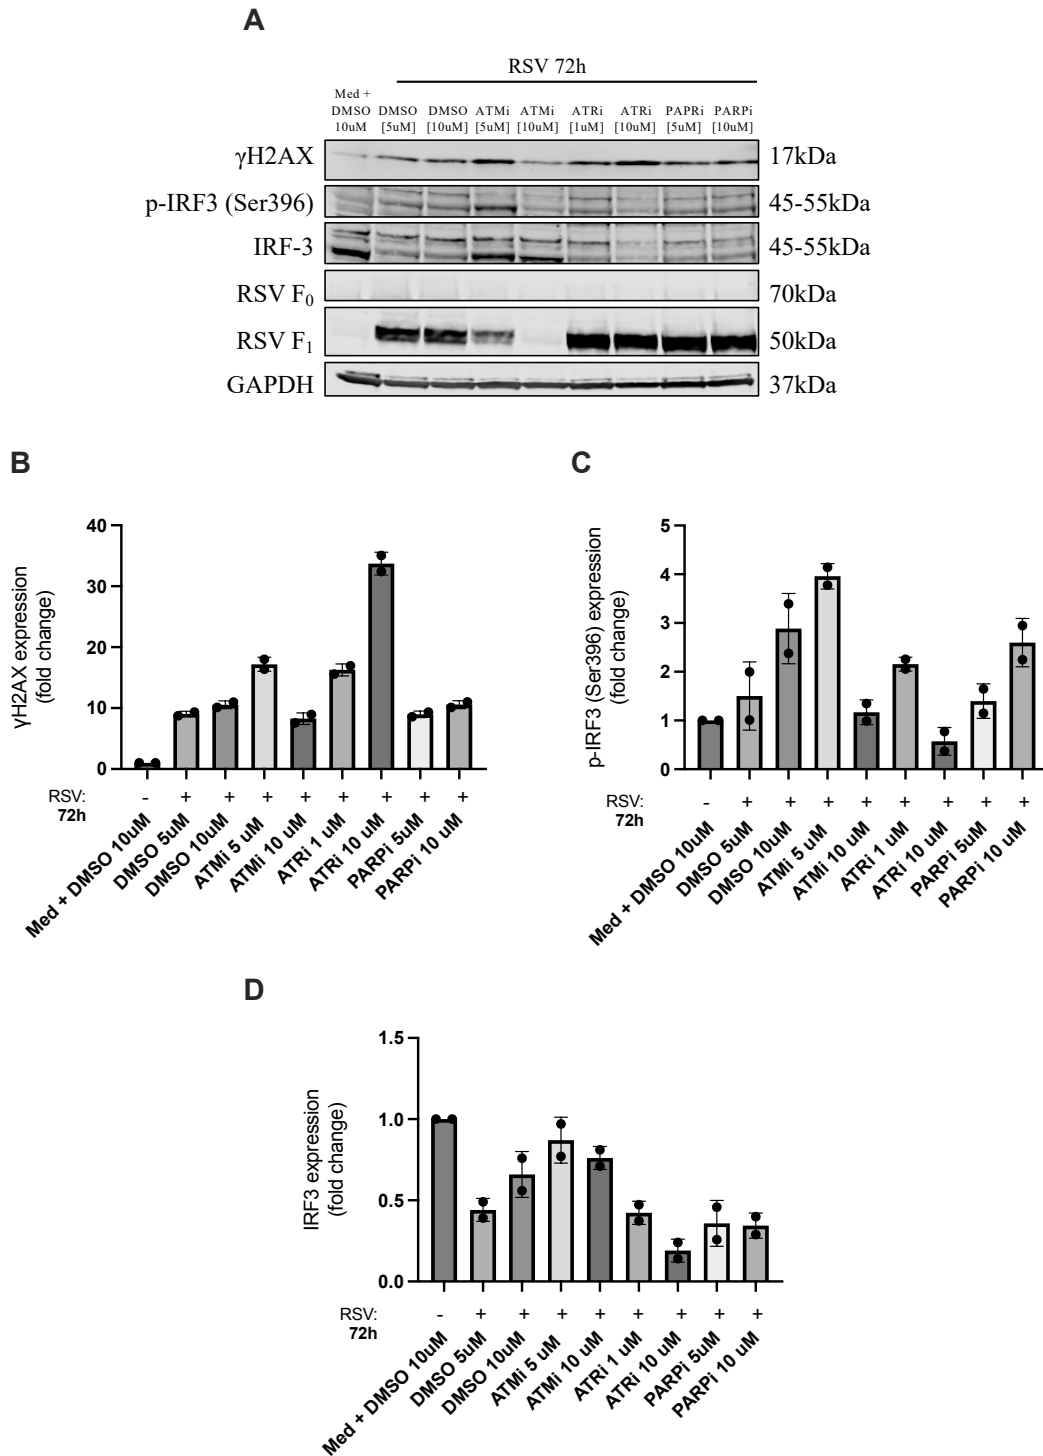 A
RSV 72h
Med +
DMSO DMSO DMSO ATMi ATMi ATRi ATRi PAPRi PARPi
10uM [5uM] [10uM] [5uM] [10uM] [1uM] [10uM] [5uM] [10uM]
γH2AX 17kDa
p-IRF3 (Ser396) 45-55kDa
IRF-3 45-55kDa
RSV F0 70kDa
RSV F1 50kDa
GAPDH 37kDa
B
γH2AX expression
(fold change)
40
30
20
10
0
RSV: - + + + + + + + +
72h
Med + DMSO 10uM
DMSO 5uM
DMSO 10uM
ATMi 5 uM
ATMi 10 uM
ATRi 1 uM
ATRi 10 uM
PARPi 5uM
PARPi 10 uM
C
p-IRF3 (Ser396) expression
(fold change)
5
4
3
2
1
0
RSV: - + + + + + + + +
72h
Med + DMSO 10uM
DMSO 5uM
DMSO 10uM
ATMi 5 uM
ATMi 10 uM
ATRi 1 uM
ATRi 10 uM
PARPi 5uM
PARPi 10 uM
D
IRF3 expression
(fold change)
1.5
1.0
0.5
0.0
RSV: - + + + + + + + +
72h
Med + DMSO 10uM
DMSO 5uM
DMSO 10uM
ATMi 5 uM
ATMi 10 uM
ATRi 1 uM
ATRi 10 uM
PARPi 5uM
PARPi 10 uM